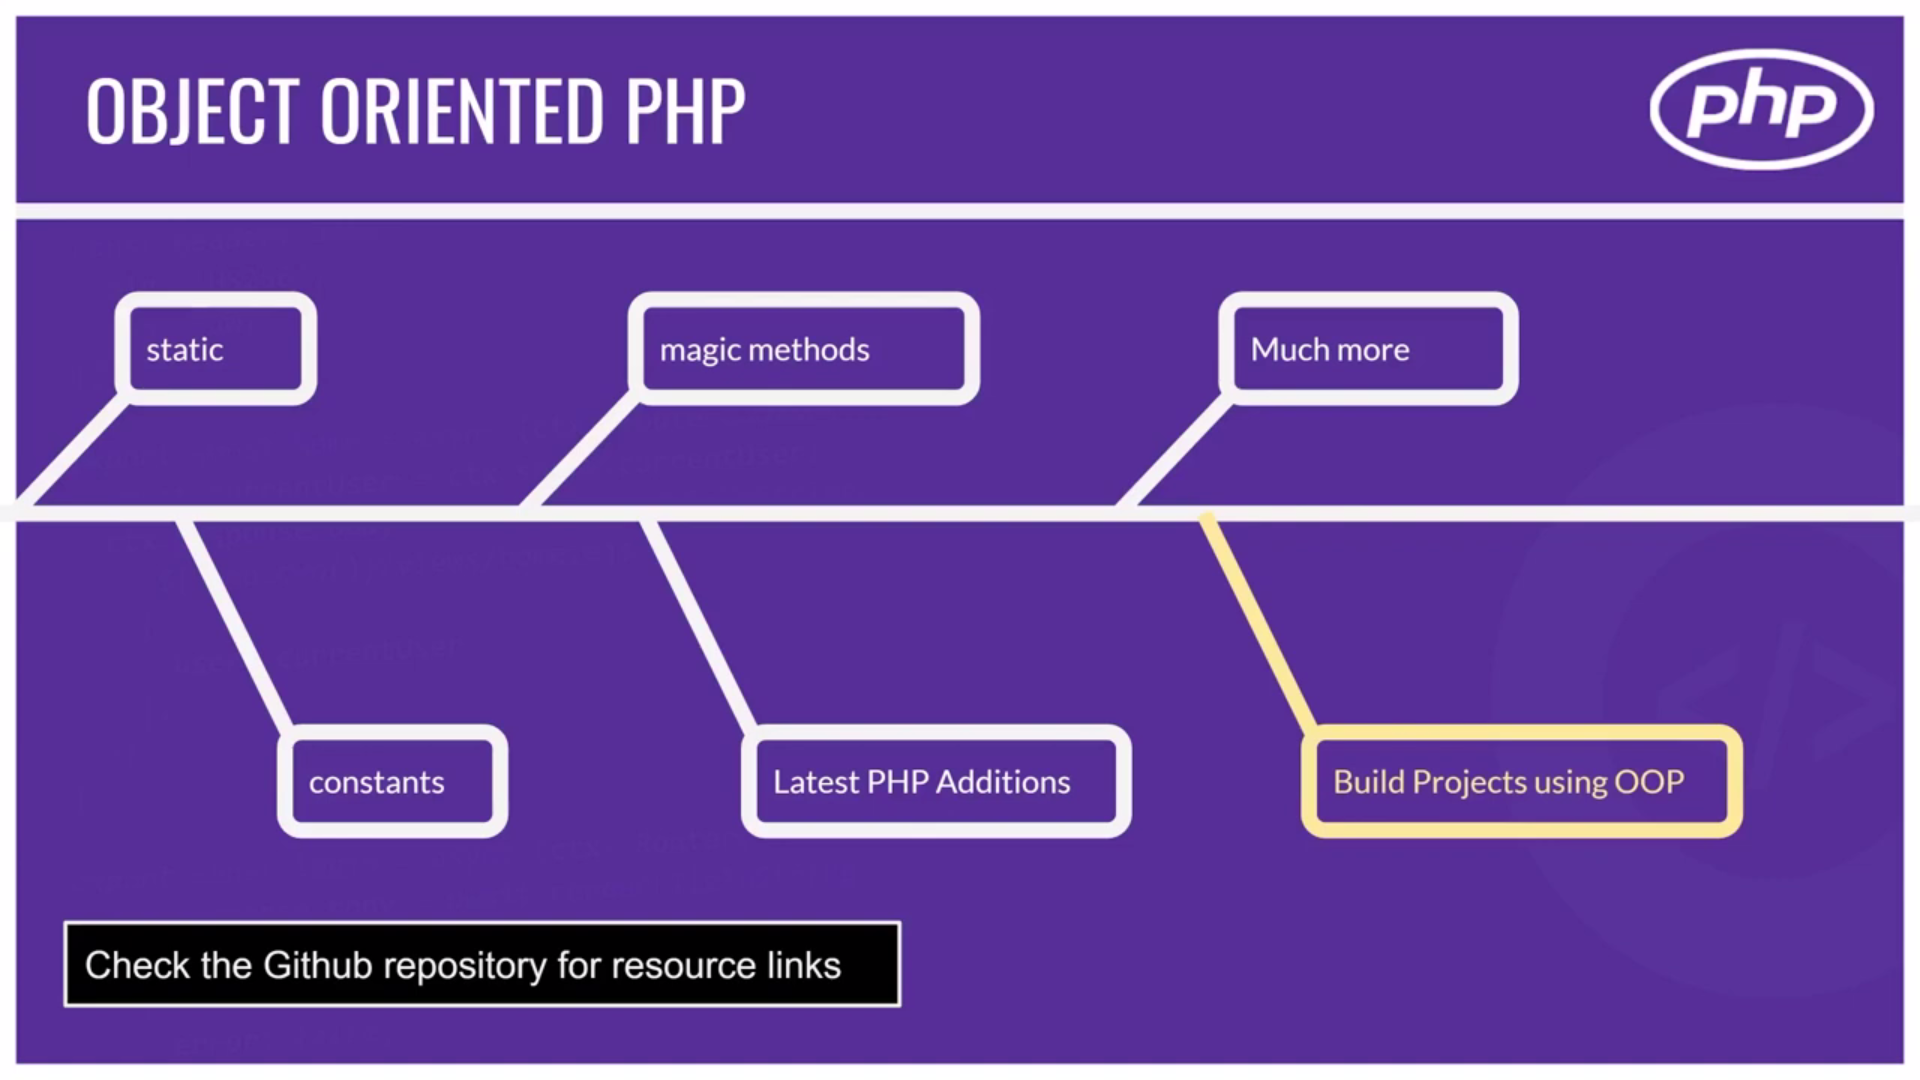 OBJECT ORIENTED PHP
php
static
magic methods
Much more
constants
Latest PHP Additions
Build Projects using OOP
Check the Github repository for resource links